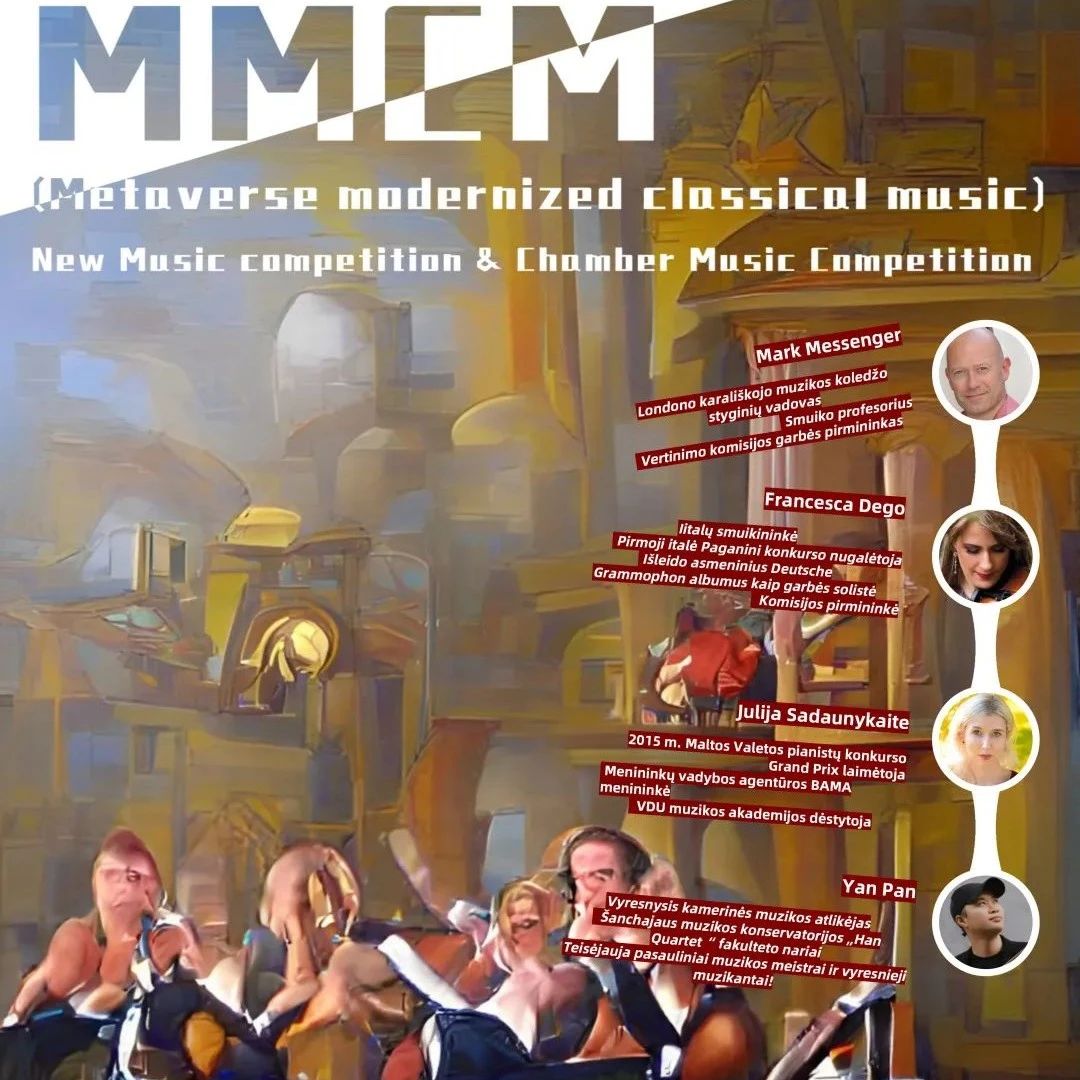 MMCM
(Metaverse modernized classical music)
New Music competition & Chamber Music Competition
Mark Messenger
Londono karališkojo muzikos koledžo
styginių vadovas
Smuiko profesorius
Vertinimo komisijos garbės pirmininkas
Francesca Dego
Iitalų smuikininkė
Pirmoji italė Paganini konkurso nugalėtoja
Išleido asmeninius Deutsche
Grammophon albumus kaip garbės solistė
Komisijos pirmininkė
Julija Sadaunykaite
2015 m. Maltos Valetos pianistų konkurso
Grand Prix laimėtoja
Menininkų vadybos agentūros BAMA
menininkė
VDU muzikos akademijos dėstytoja
Yan Pan
Vyresnysis kamerinės muzikos atlikėjas
Šanchajaus muzikos konservatorijos „Han
Quartet “ fakulteto nariai
Teisėjauja pasauliniai muzikos meistrai ir vyresnieji
muzikantai!